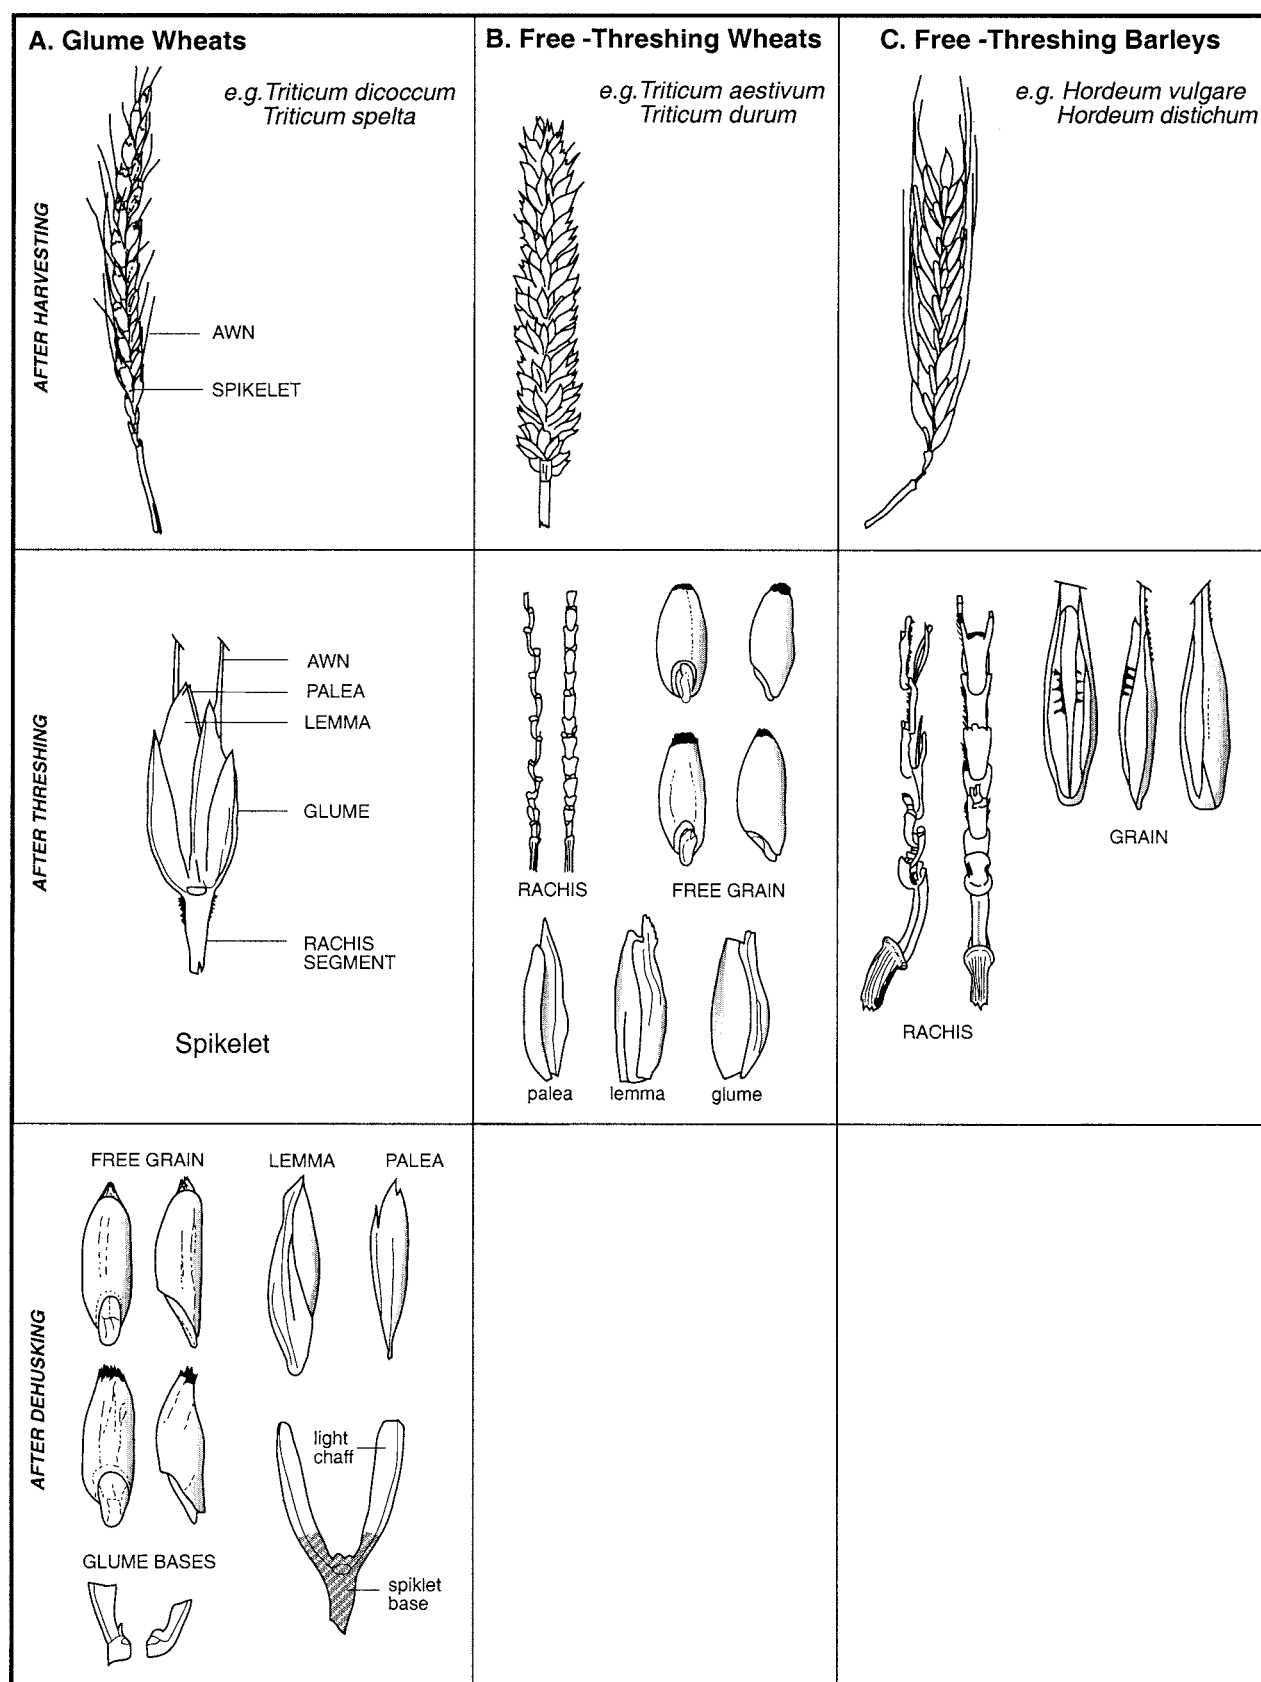 A. Glume Wheats
e.g. Triticum dicoccum
Triticum spelta
B. Free -Threshing Wheats
e.g. Triticum aestivum
Triticum durum
C. Free -Threshing Barleys
e.g. Hordeum vulgare
Hordeum distichum
AFTER HARVESTING
AWN
SPIKELET
AFTER THRESHING
AWN
PALEA
LEMMA
GLUME
RACHIS
SEGMENT
Spikelet
RACHIS
FREE GRAIN
palea
lemma
glume
GRAIN
RACHIS
AFTER DEHUSKING
FREE GRAIN
LEMMA
PALEA
light
chaff
GLUME BASES
spiklet
base